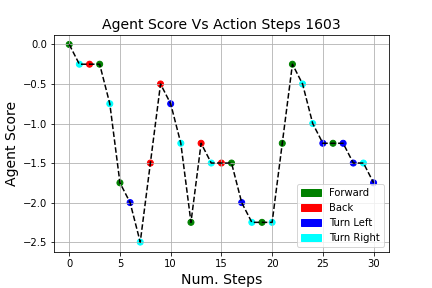 Agent Score Vs Action Steps 1603
Agent Score
0.0
−0.5
−1.0
−1.5
−2.0
−2.5
Forward
Back
Turn Left
Turn Right
0 5 10 15 20 25 30
Num. Steps